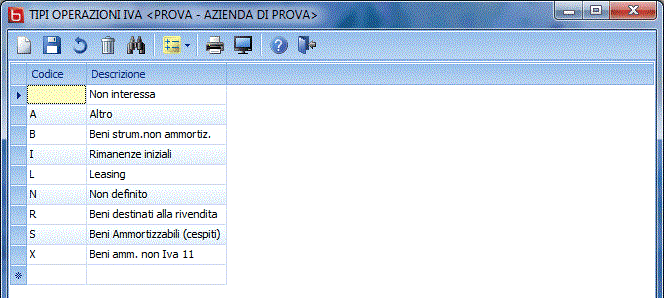 TIPI OPERAZIONI IVA <PROVA - AZIENDA DI PROVA>
Codice Descrizione
Non interessa
A Altro
B Beni strum.non ammortiz.
I Rimanenze iniziali
L Leasing
N Non definito
R Beni destinati alla rivendita
S Beni Ammortizzabili (cespiti)
X Beni amm. non Iva 11